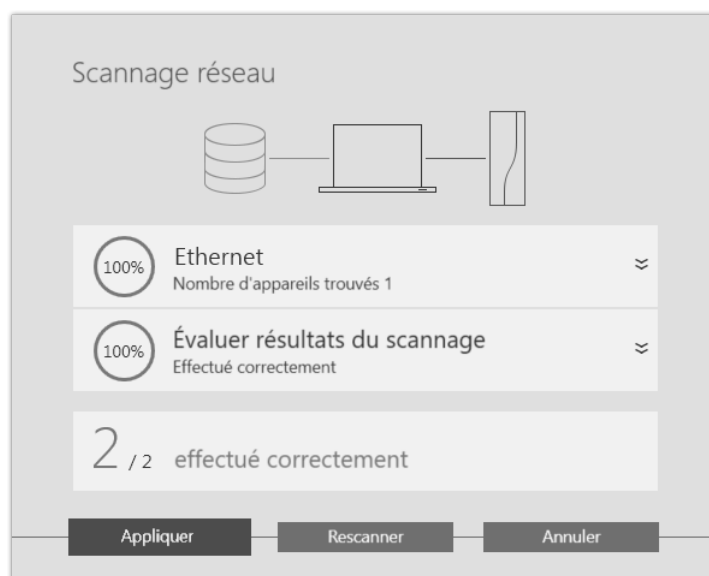 Scannage réseau
100%
Ethernet
Nombre d'appareils trouvés 1
100%
Évaluer résultats du scannage
Effectué correctement
2 / 2 effectué correctement
Appliquer Rescanner Annuler